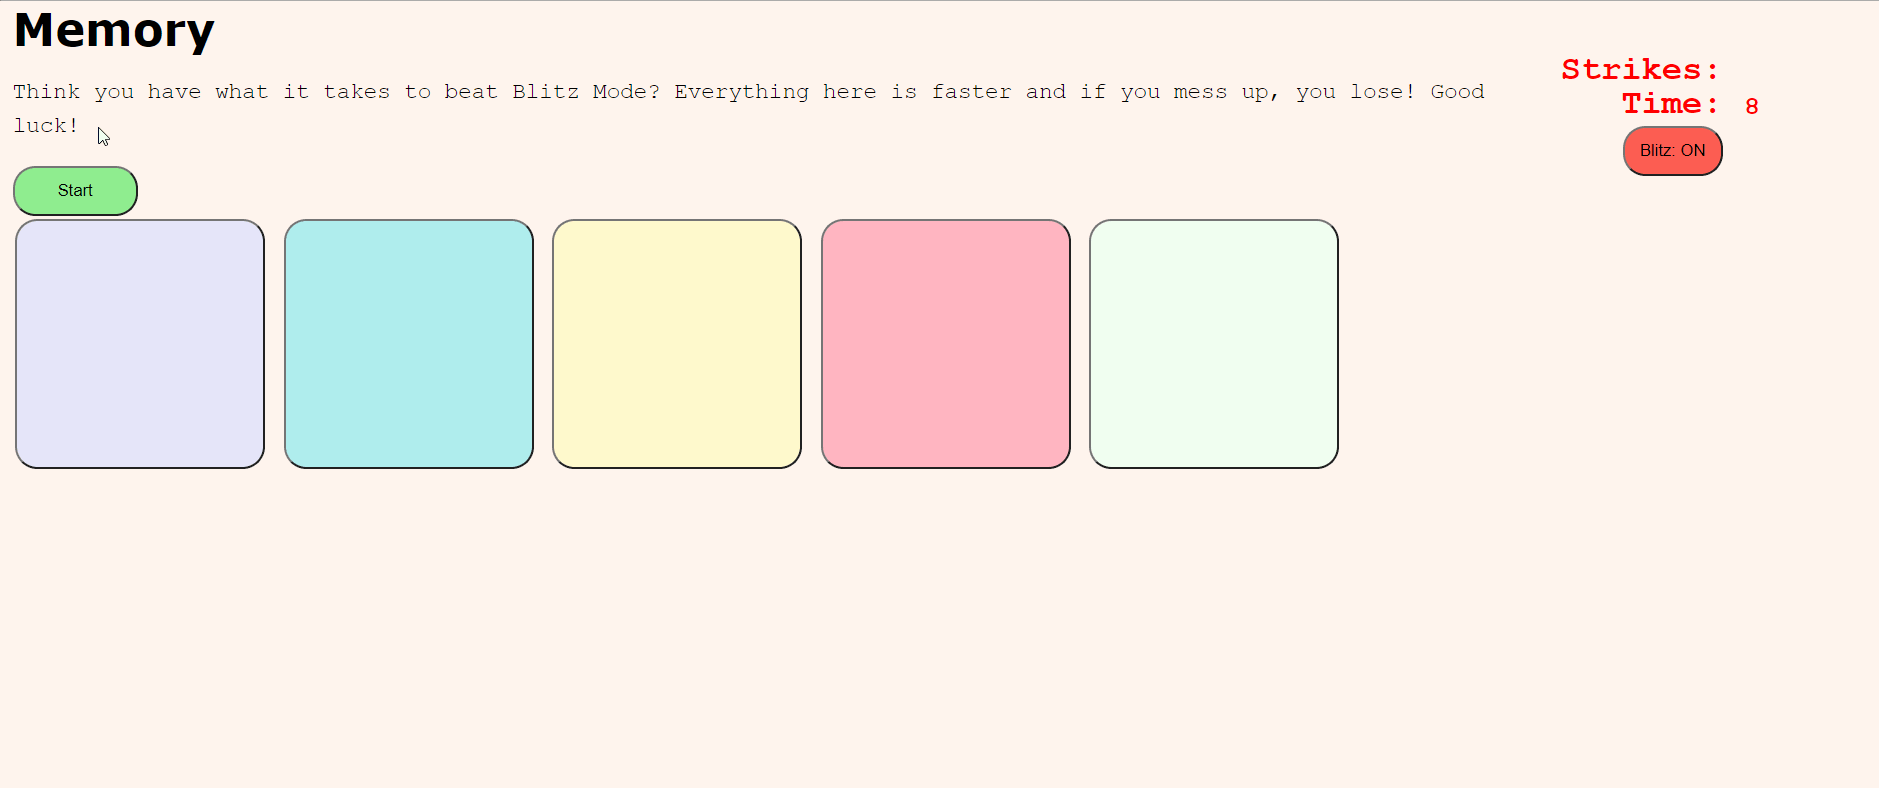 Memory
Think you have what it takes to beat Blitz Mode? Everything here is faster and if you mess up, you lose! Good
luck!
Strikes:
Time: 8
Blitz: ON
Start